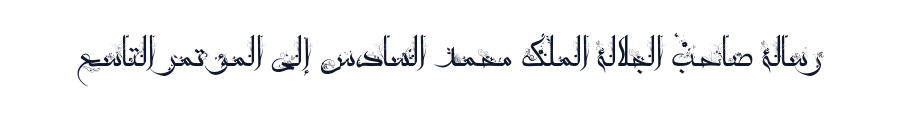 رسالة صاحب الجلالة الملك محمد السادس إلى المؤتمر التاسع